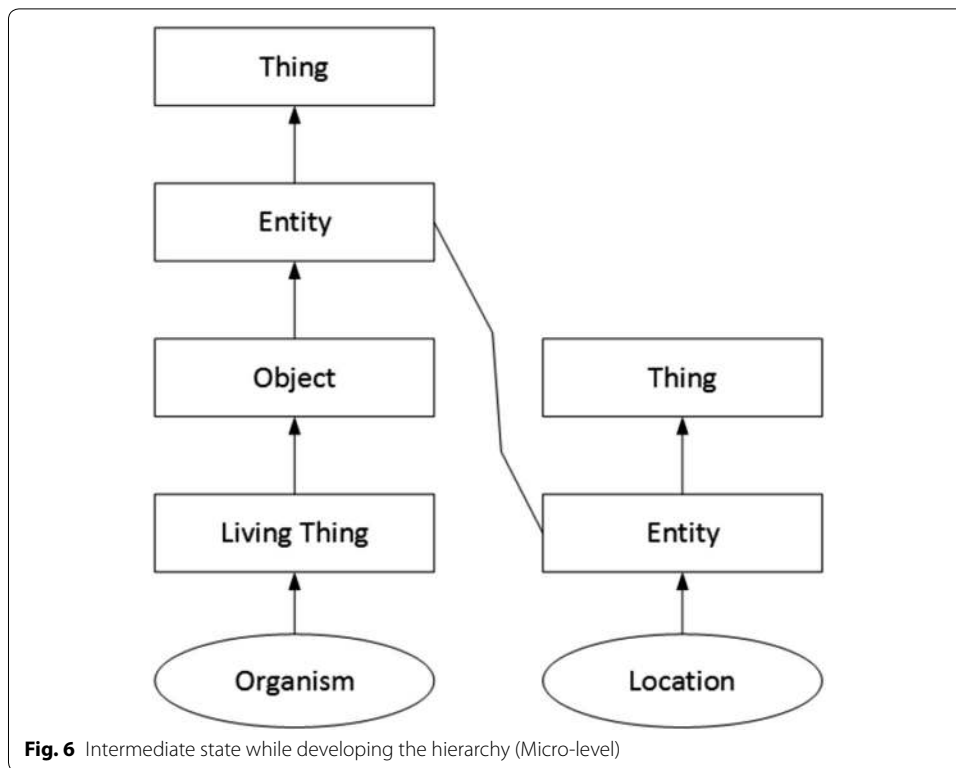 Thing
Entity
Object
Thing
Living Thing
Entity
Organism
Location
Fig. 6 Intermediate state while developing the hierarchy (Micro-level)